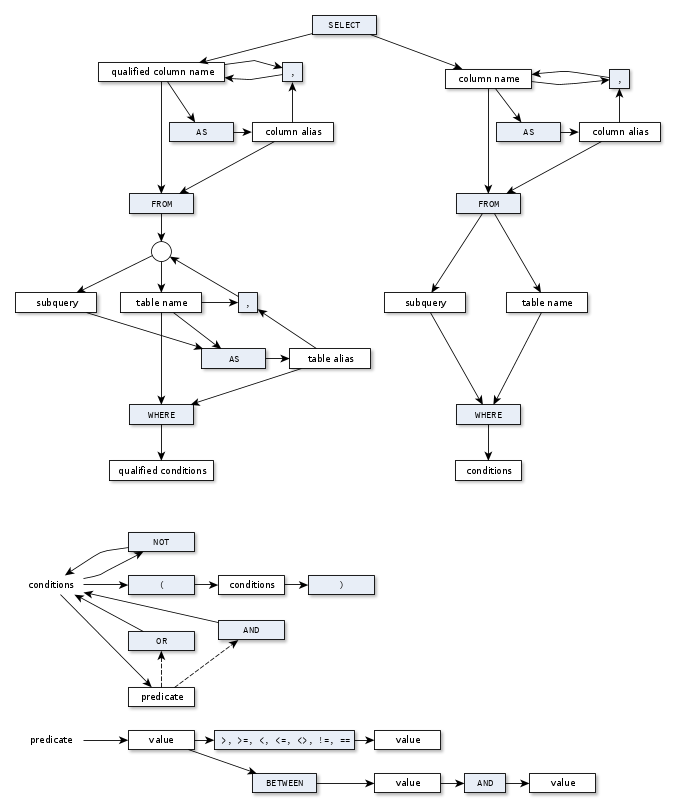 SELECT
qualified column name
,
column name
,
AS
column alias
AS
column alias
FROM
FROM
subquery
table name
,
subquery
table name
AS
table alias
WHERE
WHERE
qualified conditions
conditions
NOT
conditions
(
conditions
)
AND
OR
predicate
predicate
value
>, >=, <, <=, <>, !=, ==
value
BETWEEN
value
AND
value